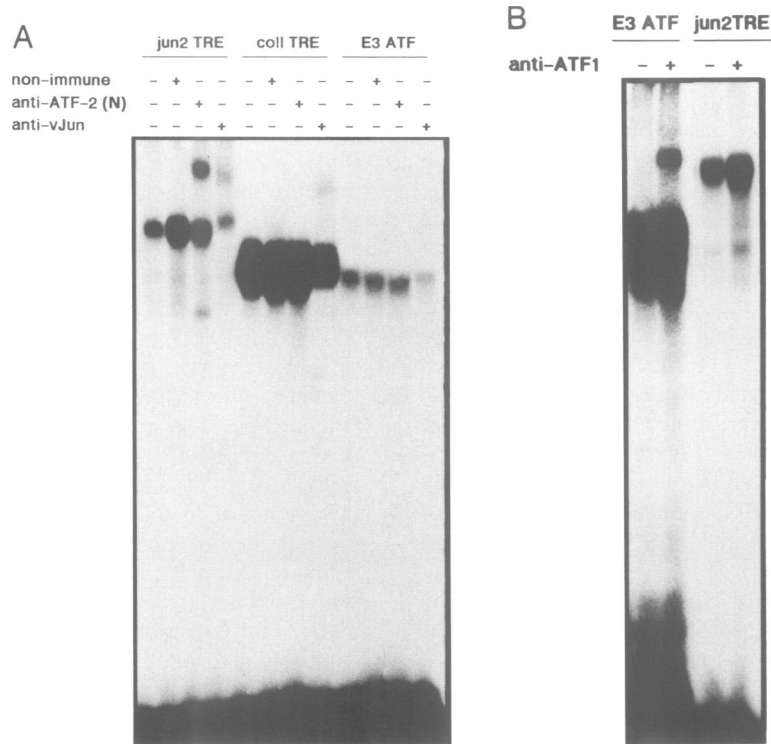 A
jun2 TRE coll TRE E3 ATF
non-immune - + - - - + - - - + - -
anti-ATF-2 (N) - - + - - - + - - - + -
anti-vJun - - - + - - - + - - - +
B
E3 ATF jun2TRE
anti-ATF1 - + - +